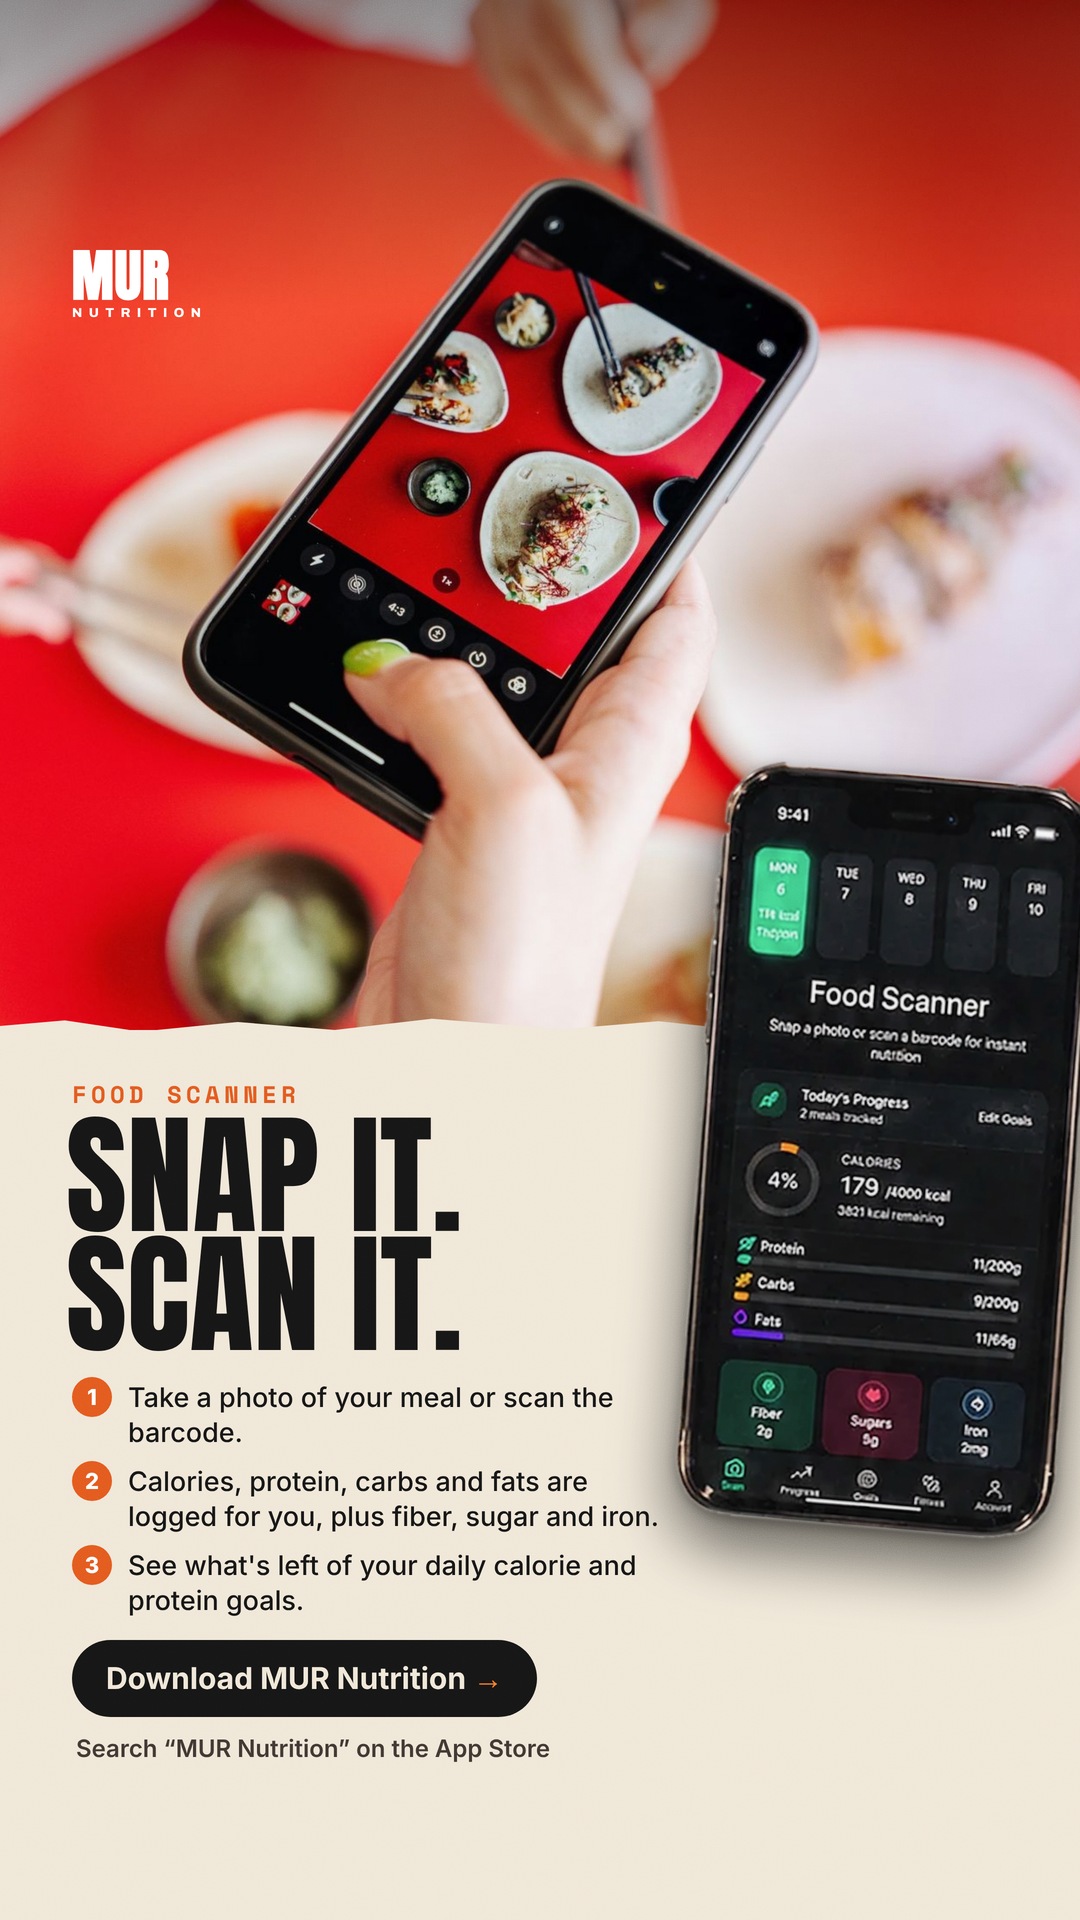 MUR
NUTRITION
1x
4:3
9:41
MON
6
TUE
7
WED
8
THU
9
FRI
10
Food Scanner
Snap a photo or scan a barcode for instant
nutrition
Today's Progress
2 meals tracked
Edit Goals
4%
CALORIES
179 /4000 kcal
3821 kcal remaining
Protein
11/200g
Carbs
9/200g
Fats
11/65g
Fiber
2g
Sugars
5g
Iron
2mg
Progress
Account
FOOD SCANNER
SNAP IT.
SCAN IT.
1 Take a photo of your meal or scan the
barcode.
2 Calories, protein, carbs and fats are
logged for you, plus fiber, sugar and iron.
3 See what's left of your daily calorie and
protein goals.
Download MUR Nutrition →
Search “MUR Nutrition” on the App Store